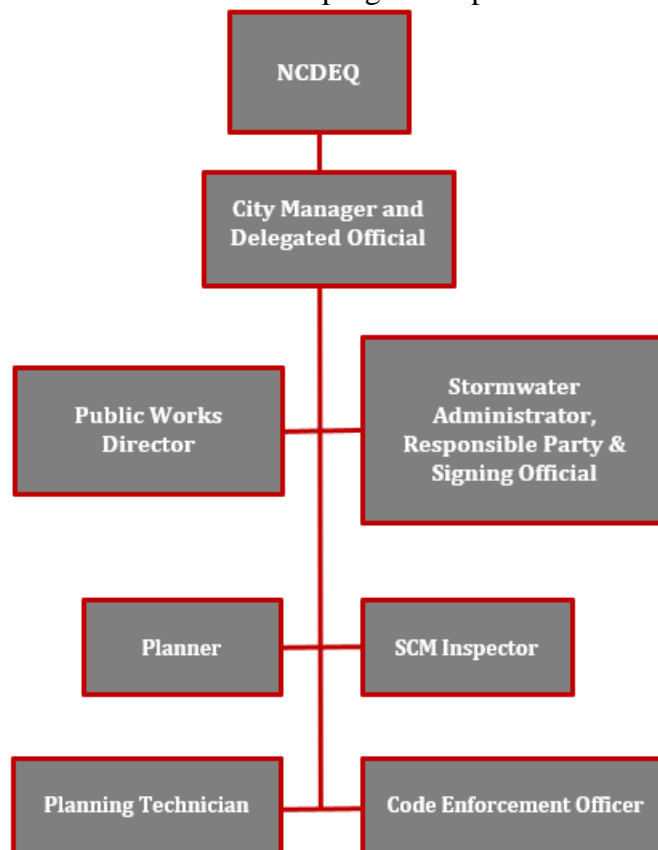 NCDEQ
City Manager and
Delegated Official
Public Works
Director
Stormwater
Administrator,
Responsible Party &
Signing Official
Planner
SCM Inspector
Planning Technician
Code Enforcement Officer